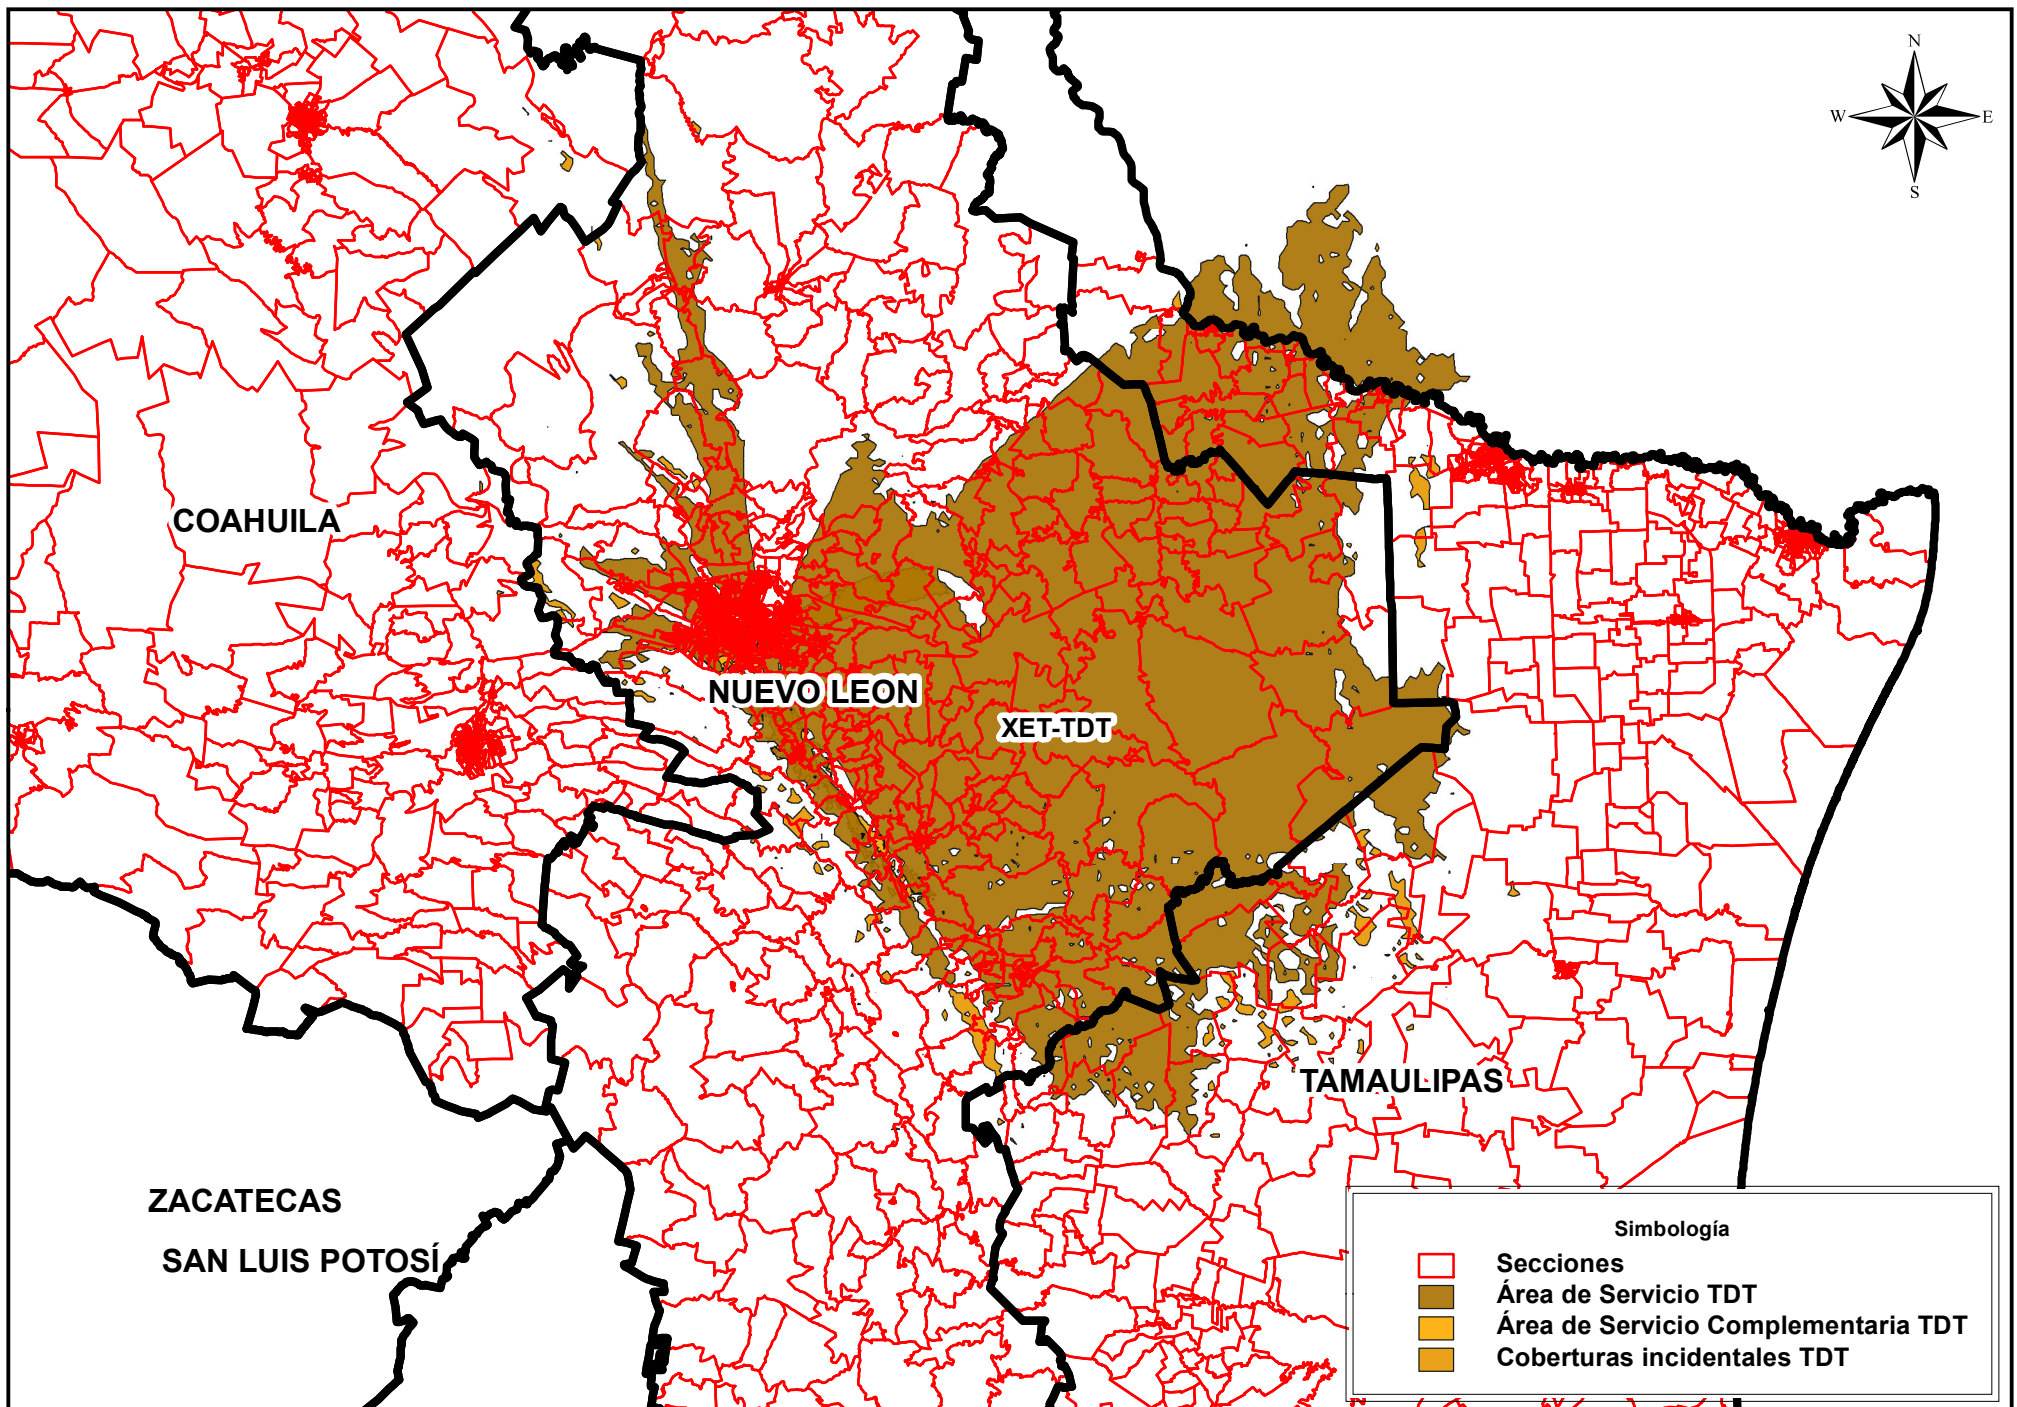 N
W E
S
COAHUILA
NUEVO LEON
XET-TDT
TAMAULIPAS
ZACATECAS
SAN LUIS POTOSÍ
Simbología
Secciones
Área de Servicio TDT
Área de Servicio Complementaria TDT
Coberturas incidentales TDT